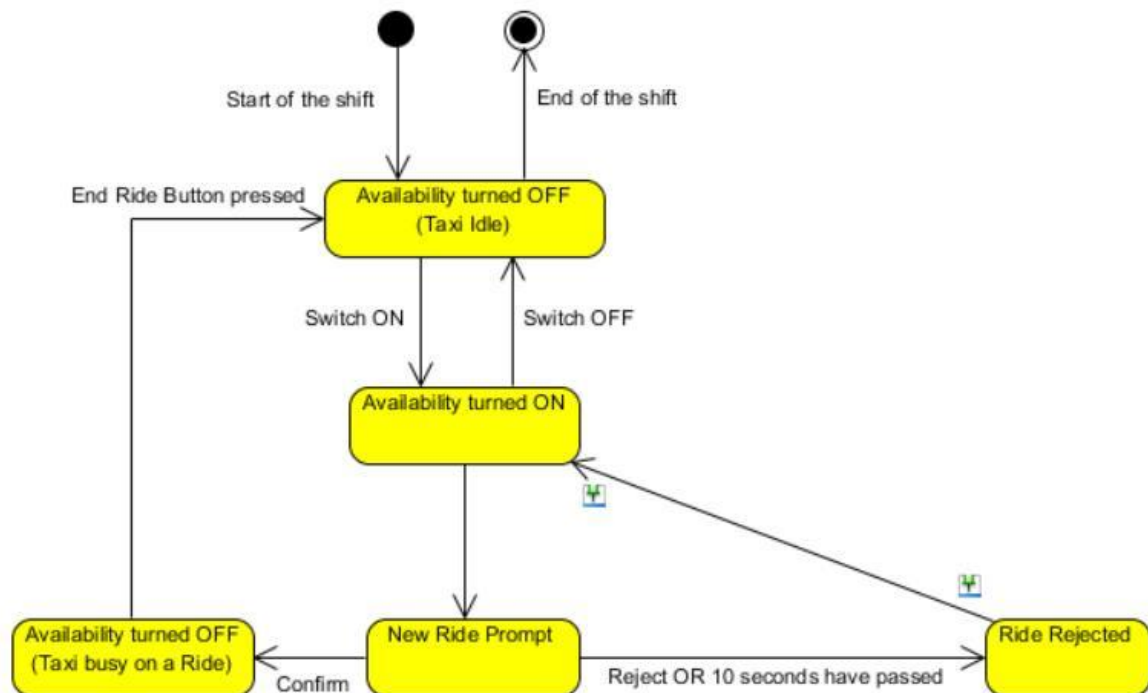 Start of the shift
End of the shift
End Ride Button pressed
Availability turned OFF
(Taxi Idle)
Switch ON
Switch OFF
Availability turned ON
Availability turned OFF
(Taxi busy on a Ride)
New Ride Prompt
Ride Rejected
Confirm
Reject OR 10 seconds have passed